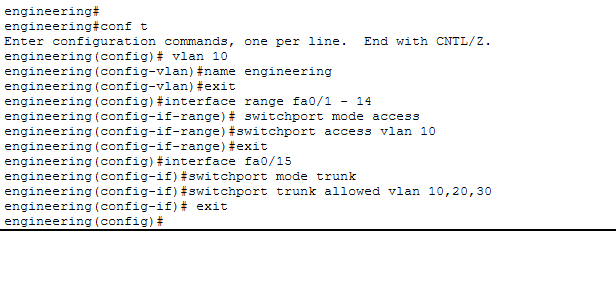 engineering#
engineering#conf t
Enter configuration commands, one per line.  End with CNTL/Z.
engineering(config)# vlan 10
engineering(config-vlan)#name engineering
engineering(config-vlan)#exit
engineering(config)#interface range fa0/1 - 14
engineering(config-if-range)# switchport mode access
engineering(config-if-range)#switchport access vlan 10
engineering(config-if-range)#exit
engineering(config)#interface fa0/15
engineering(config-if)#switchport mode trunk
engineering(config-if)#switchport trunk allowed vlan 10,20,30
engineering(config-if)# exit
engineering(config)#